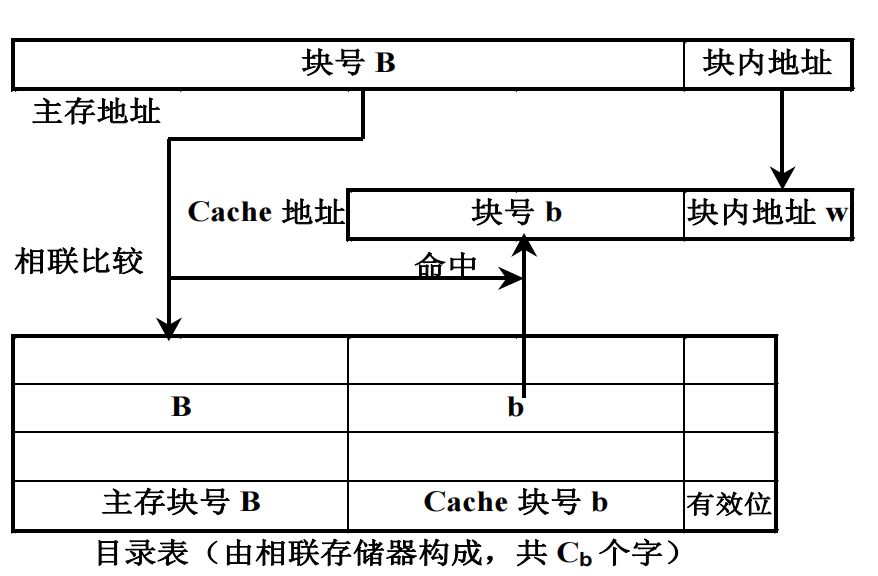 块号 B 块内地址
主存地址
Cache 地址 块号 b 块内地址 w
相联比较 命中
B b
主存块号 B Cache 块号 b 有效位
目录表（由相联存储器构成，共 Cb 个字）